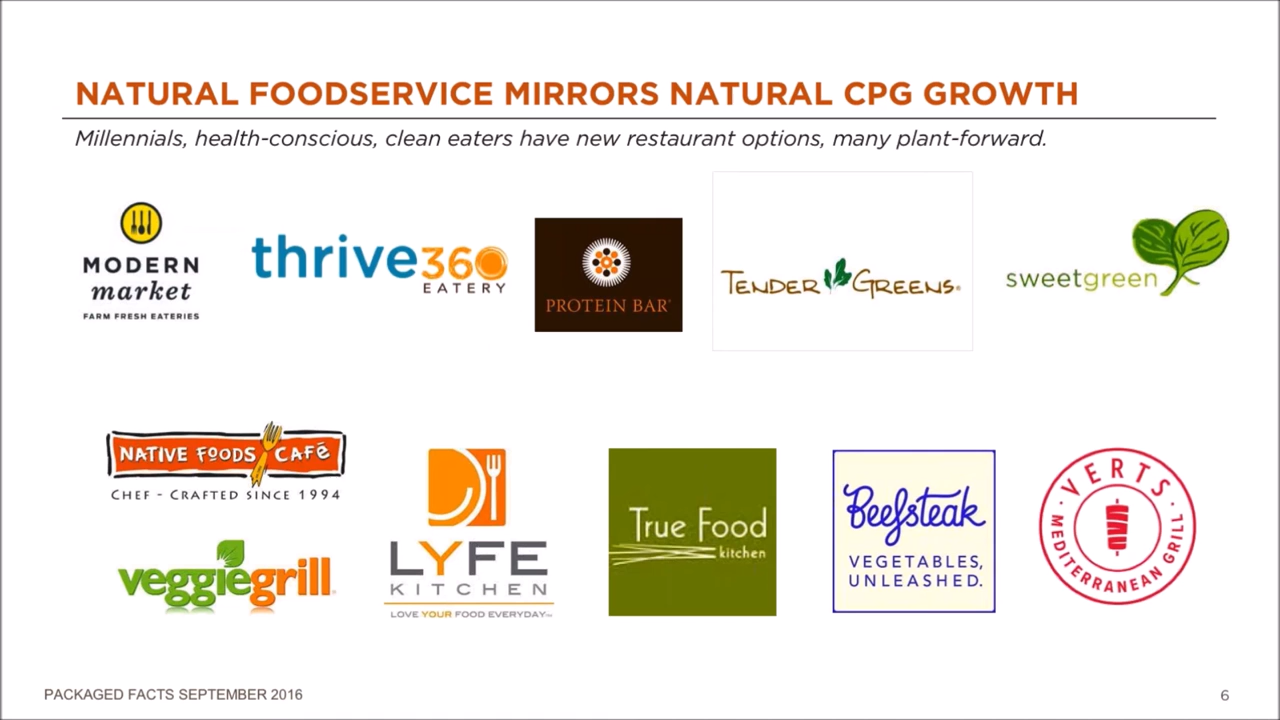 NATURAL FOODSERVICE MIRRORS NATURAL CPG GROWTH
Millennials, health-conscious, clean eaters have new restaurant options, many plant-forward.
MODERN
market
FARM FRESH EATERIES
thrive360
EATERY
PROTEIN BAR
TENDER GREENS®
sweetgreen
NATIVE FOODS CAFé
CHEF - CRAFTED SINCE 1994
veggiegrill
LYFE
KITCHEN
LOVE YOUR FOOD EVERYDAY™
True Food
kitchen
Beefsteak
VEGETABLES,
UNLEASHED.
· VERTS ·
MEDITERRANEAN GRILL
PACKAGED FACTS SEPTEMBER 2016
6